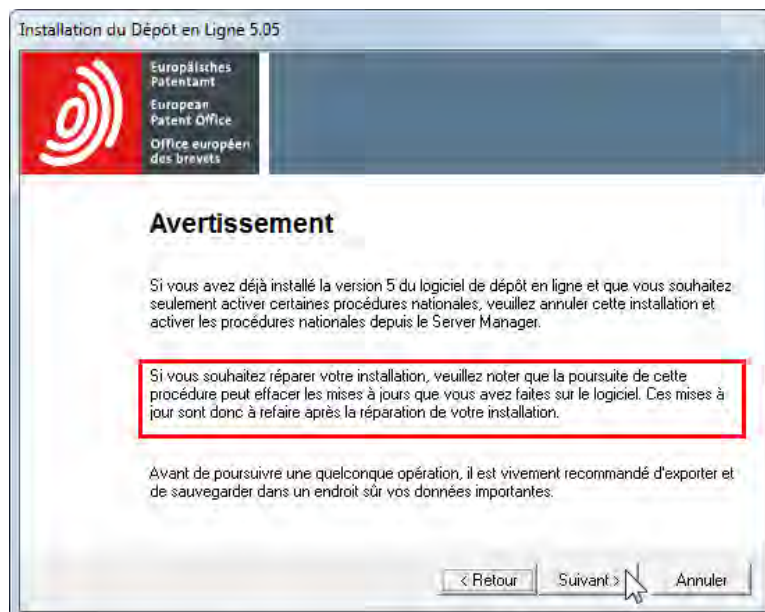 Installation du Dépôt en Ligne 5.05
Europäisches
Patentamt
European
Patent Office
Office européen
des brevets
Avertissement
Si vous avez déjà installé la version 5 du logiciel de dépôt en ligne et que vous souhaitez
seulement activer certaines procédures nationales, veuillez annuler cette installation et
activer les procédures nationales depuis le Server Manager.
Si vous souhaitez réparer votre installation, veuillez noter que la poursuite de cette
procédure peut effacer les mises à jours que vous avez faites sur le logiciel. Ces mises à
jour sont donc à refaire après la réparation de votre installation.
Avant de poursuivre une quelconque opération, il est vivement recommandé d'exporter et
de sauvegarder dans un endroit sûr vos données importantes.
< Retour
Suivant >
Annuler